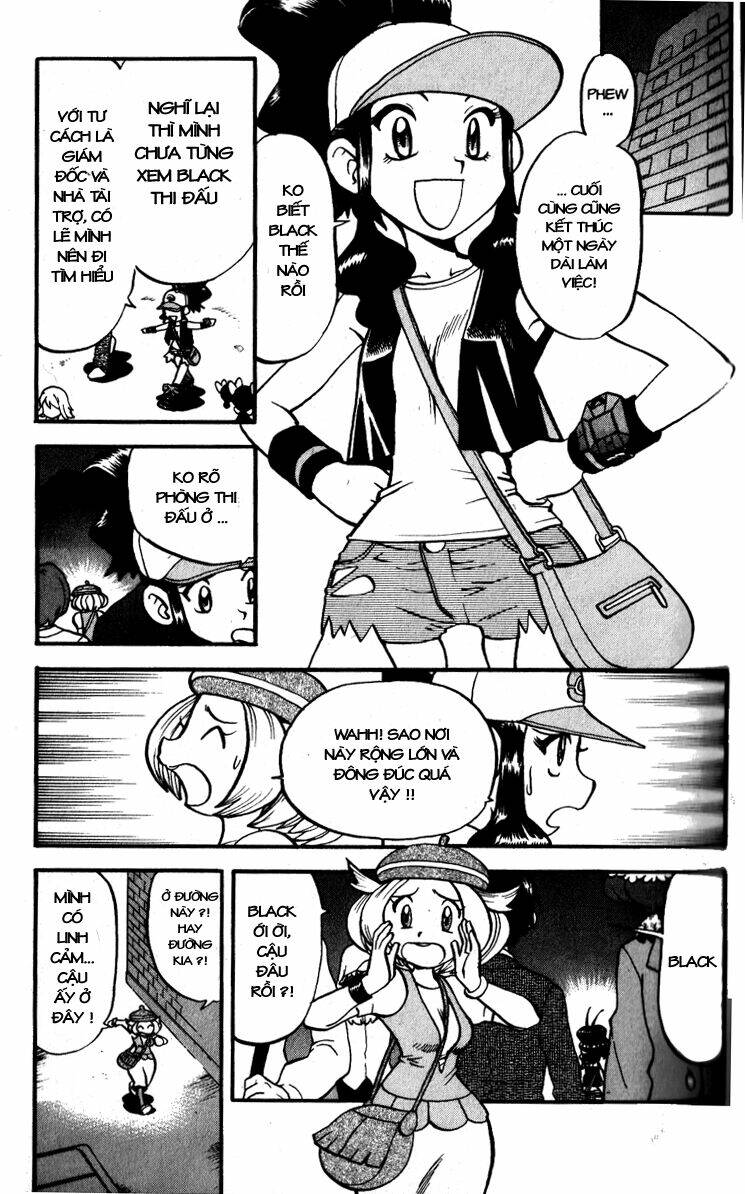 PHEW
...
... CUỐI
CÙNG CŨNG
KẾT THÚC
MỘT NGÀY
DÀI LÀM
VIỆC!
KO
BIẾT
BLACK
THẾ
NÀO
RỒI
NGHĨ LẠI
THÌ MÌNH
CHƯA TỪNG
XEM BLACK
THI ĐẤU
VỚI TƯ
CÁCH LÀ
GIÁM
ĐỐC VÀ
NHÀ TÀI
TRỢ, CÓ
LẼ MÌNH
NÊN ĐI
TÌM HIỂU
KO RÕ
PHÒNG THI
ĐẤU Ở ...
WAHH! SAO NƠI
NÀY RỘNG LỚN VÀ
ĐÔNG ĐÚC QUÁ
VẬY !!
BLACK
BLACK
ỚI ỜI,
CẬU
ĐÂU
RỒI ?!
Ở ĐƯỜNG
NÀY ?!
HAY
ĐƯỜNG
KIA ?!
MÌNH
CÓ
LINH
CẢM...
CẬU
ẤY Ở
ĐÂY !